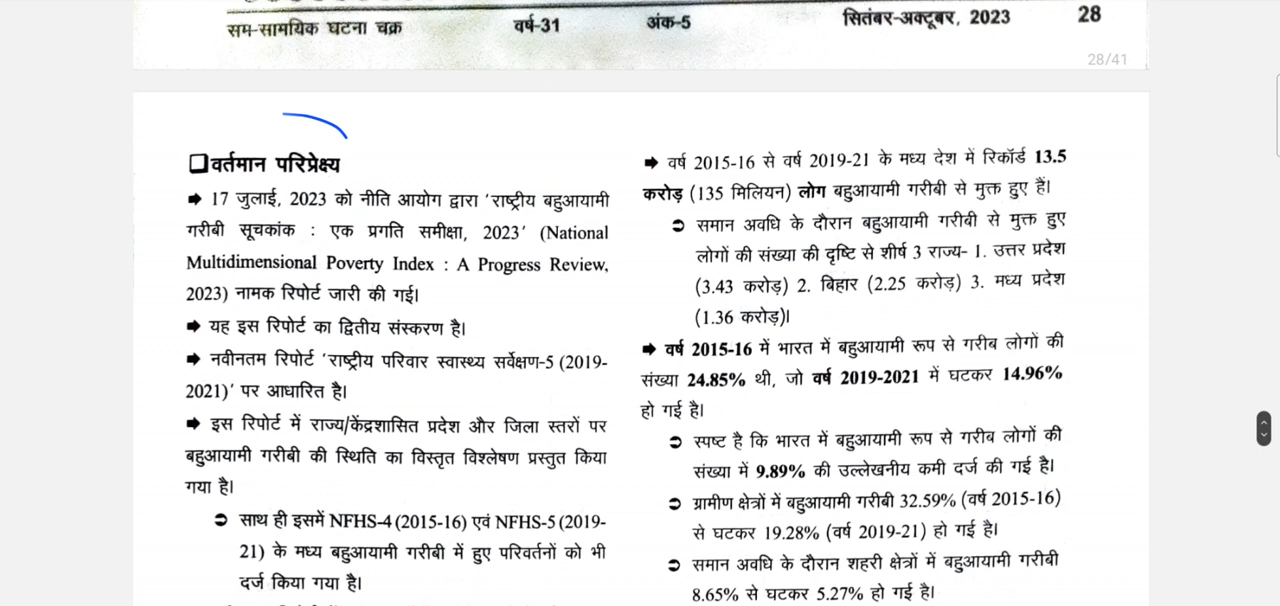 सम-सामयिक घटना चक्र वर्ष-31 अंक-5 सितंबर-अक्टूबर, 2023 28
28/41
वर्तमान परिप्रेक्ष्य
➡ 17 जुलाई, 2023 को नीति आयोग द्वारा 'राष्ट्रीय बहुआयामी
गरीबी सूचकांक : एक प्रगति समीक्षा, 2023' (National
Multidimensional Poverty Index : A Progress Review,
2023) नामक रिपोर्ट जारी की गई।
➡ यह इस रिपोर्ट का द्वितीय संस्करण है।
➡ नवीनतम रिपोर्ट 'राष्ट्रीय परिवार स्वास्थ्य सर्वेक्षण-5 (2019-
2021)' पर आधारित है।
➡ इस रिपोर्ट में राज्य/केंद्रशासित प्रदेश और जिला स्तरों पर
बहुआयामी गरीबी की स्थिति का विस्तृत विश्लेषण प्रस्तुत किया
गया है।
➲ साथ ही इसमें NFHS-4 (2015-16) एवं NFHS-5 (2019-
21) के मध्य बहुआयामी गरीबी में हुए परिवर्तनों को भी
दर्ज किया गया है।
➡ वर्ष 2015-16 से वर्ष 2019-21 के मध्य देश में रिकॉर्ड 13.5
करोड़ (135 मिलियन) लोग बहुआयामी गरीबी से मुक्त हुए हैं।
➲ समान अवधि के दौरान बहुआयामी गरीबी से मुक्त हुए
लोगों की संख्या की दृष्टि से शीर्ष 3 राज्य- 1. उत्तर प्रदेश
(3.43 करोड़) 2. बिहार (2.25 करोड़) 3. मध्य प्रदेश
(1.36 करोड़)।
➡ वर्ष 2015-16 में भारत में बहुआयामी रूप से गरीब लोगों की
संख्या 24.85% थी, जो वर्ष 2019-2021 में घटकर 14.96%
हो गई है।
➲ स्पष्ट है कि भारत में बहुआयामी रूप से गरीब लोगों की
संख्या में 9.89% की उल्लेखनीय कमी दर्ज की गई है।
➲ ग्रामीण क्षेत्रों में बहुआयामी गरीबी 32.59% (वर्ष 2015-16)
से घटकर 19.28% (वर्ष 2019-21) हो गई है।
➲ समान अवधि के दौरान शहरी क्षेत्रों में बहुआयामी गरीबी
8.65% से घटकर 5.27% हो गई है।